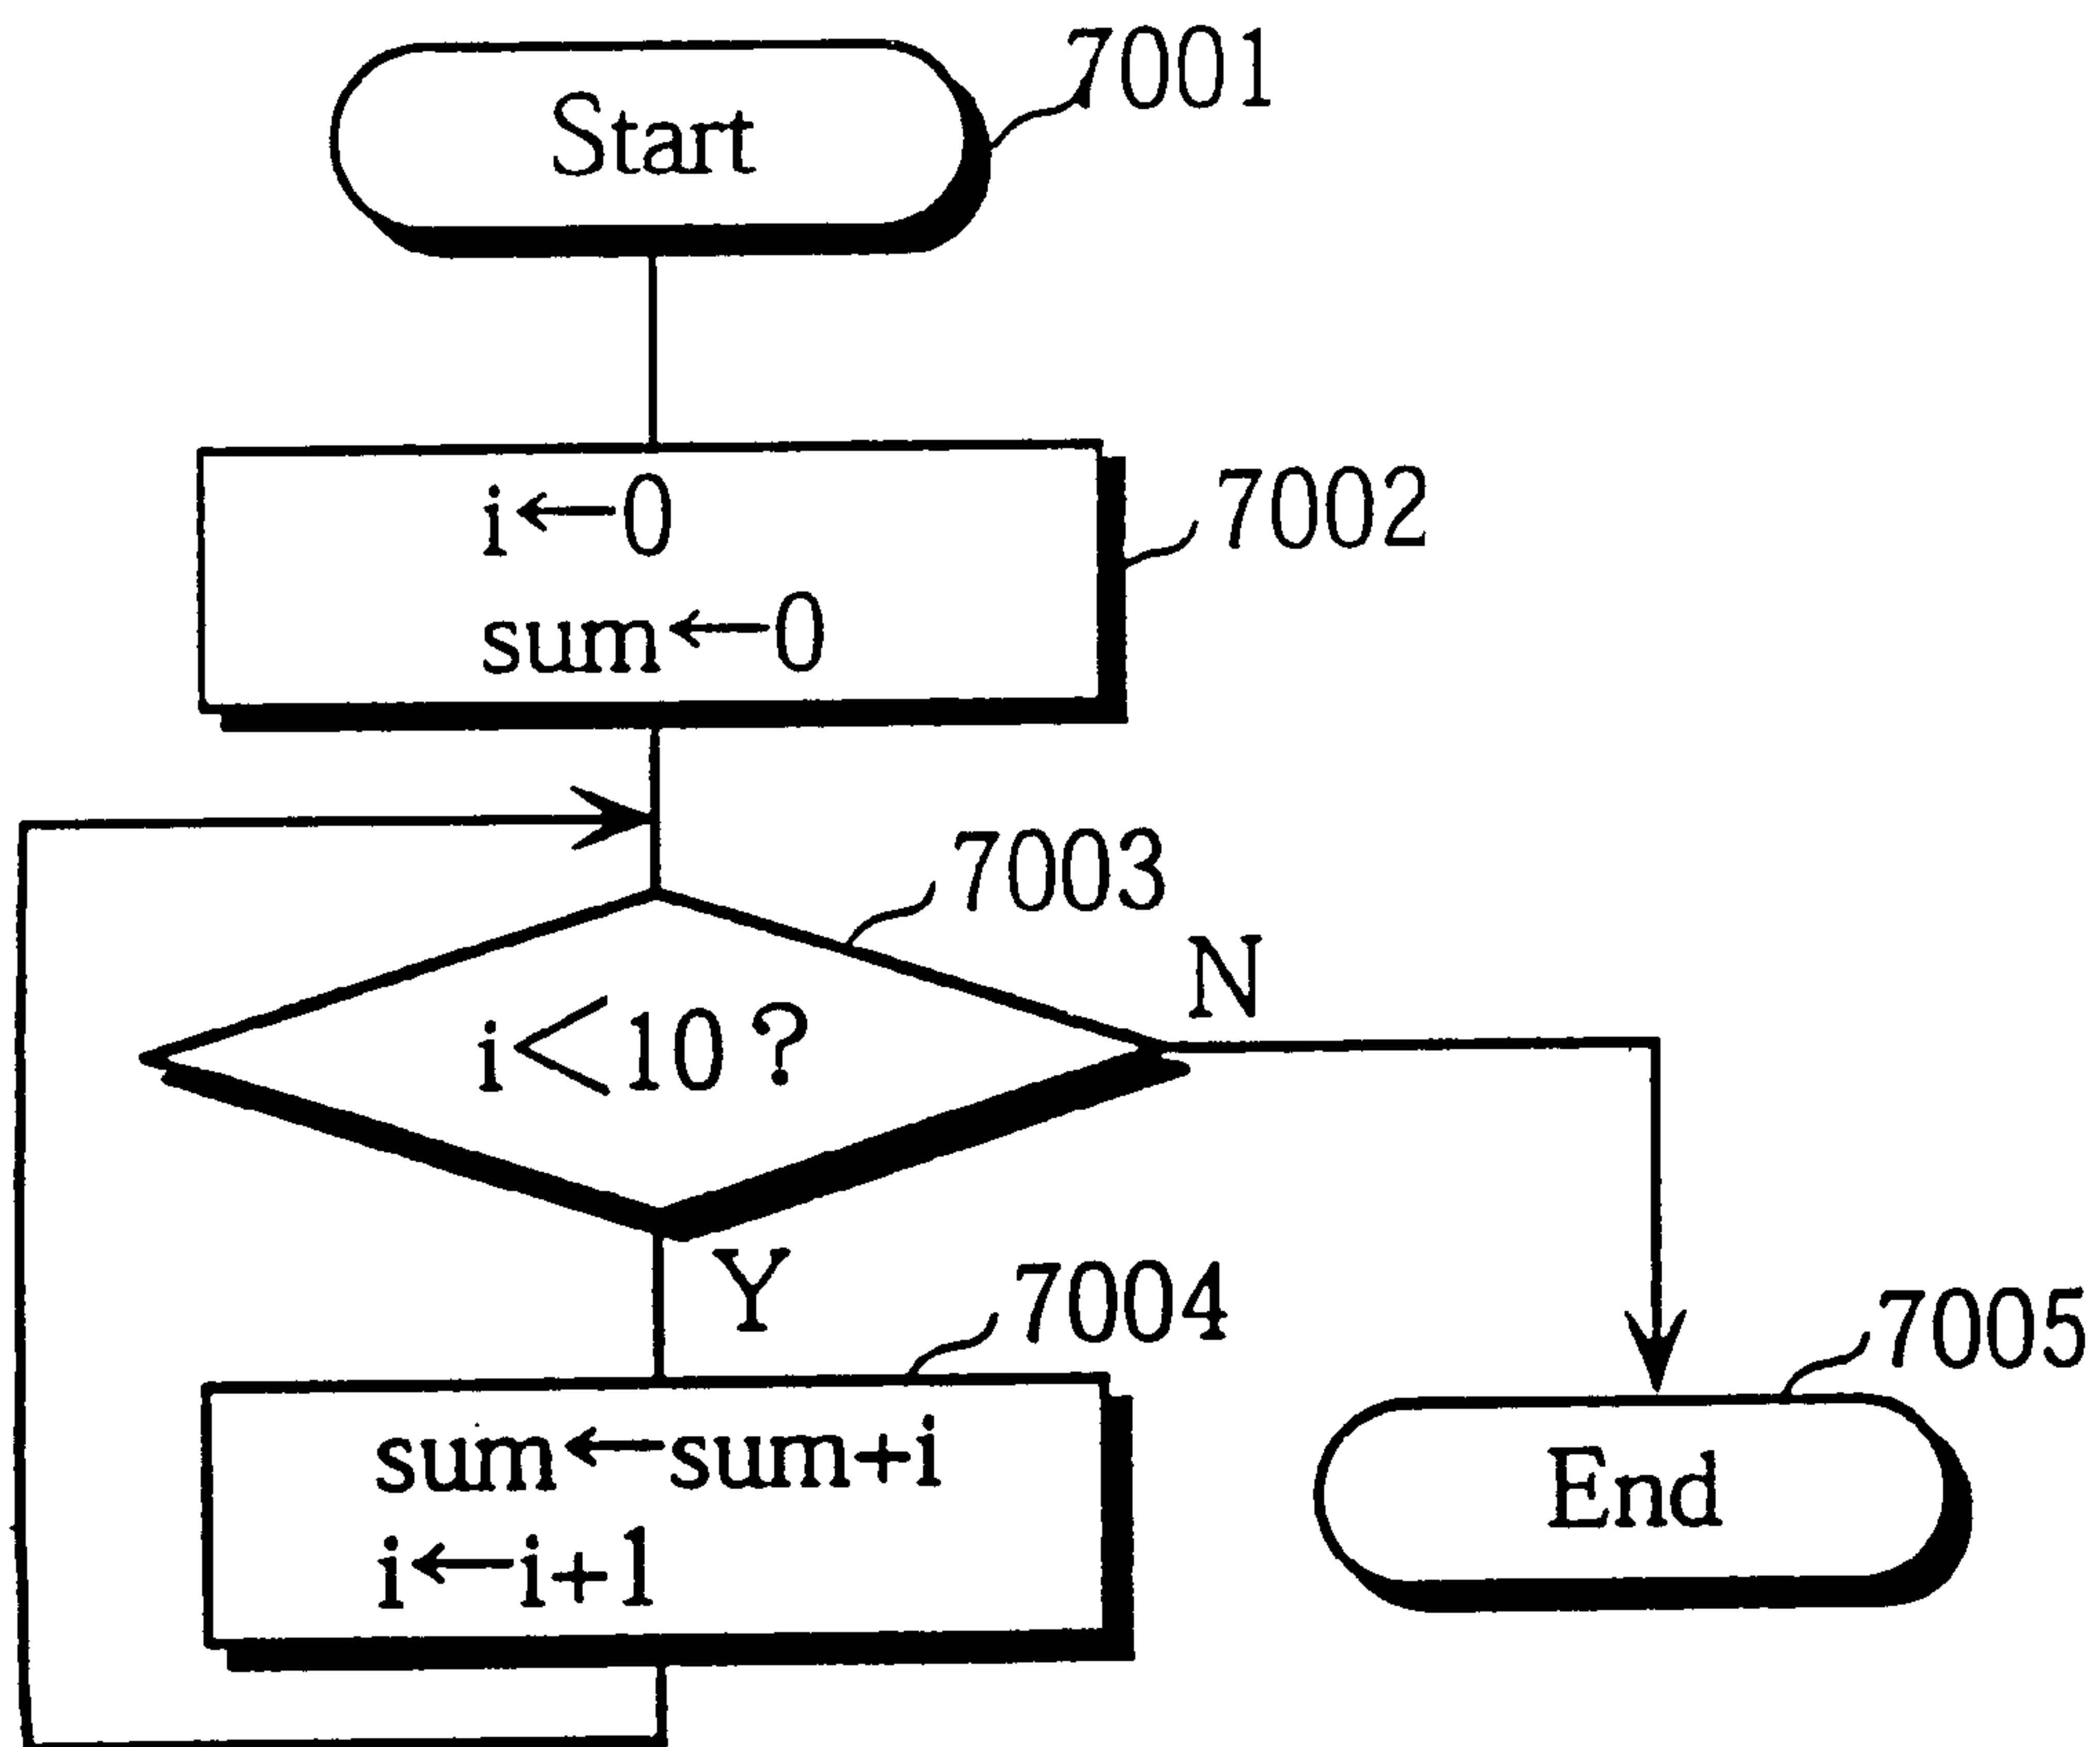 Start
7001
i←0
sum←0
7002
7003
i<10?
N
Y
7004
sum←sum+i
i←i+1
7005
End